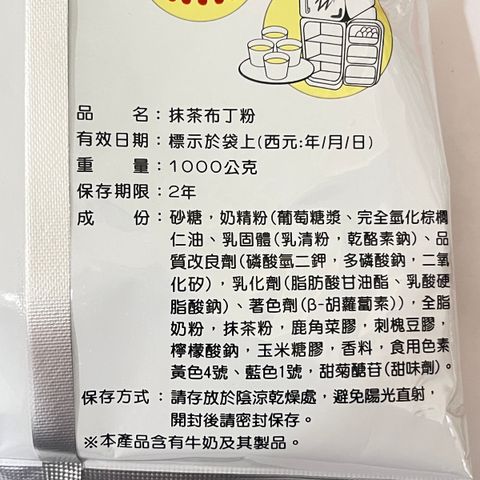 品　　名：抹茶布丁粉
有效日期：標示於袋上(西元:年/月/日)
重　　量：1000公克
保存期限：2年
成　　份：砂糖，奶精粉(葡萄糖漿、完全氫化棕櫚
仁油、乳固體(乳清粉，乾酪素鈉)、品
質改良劑(磷酸氫二鉀，多磷酸鈉，二氧
化矽)，乳化劑(脂肪酸甘油酯、乳酸硬
脂酸鈉)、著色劑(β-胡蘿蔔素))，全脂
奶粉，抹茶粉，鹿角菜膠，刺槐豆膠，
檸檬酸鈉，玉米糖膠，香料，食用色素
黃色4號、藍色1號，甜菊醣苷(甜味劑)。
保存方式：請存放於陰涼乾燥處，避免陽光直射，
開封後請密封保存。
※本產品含有牛奶及其製品。